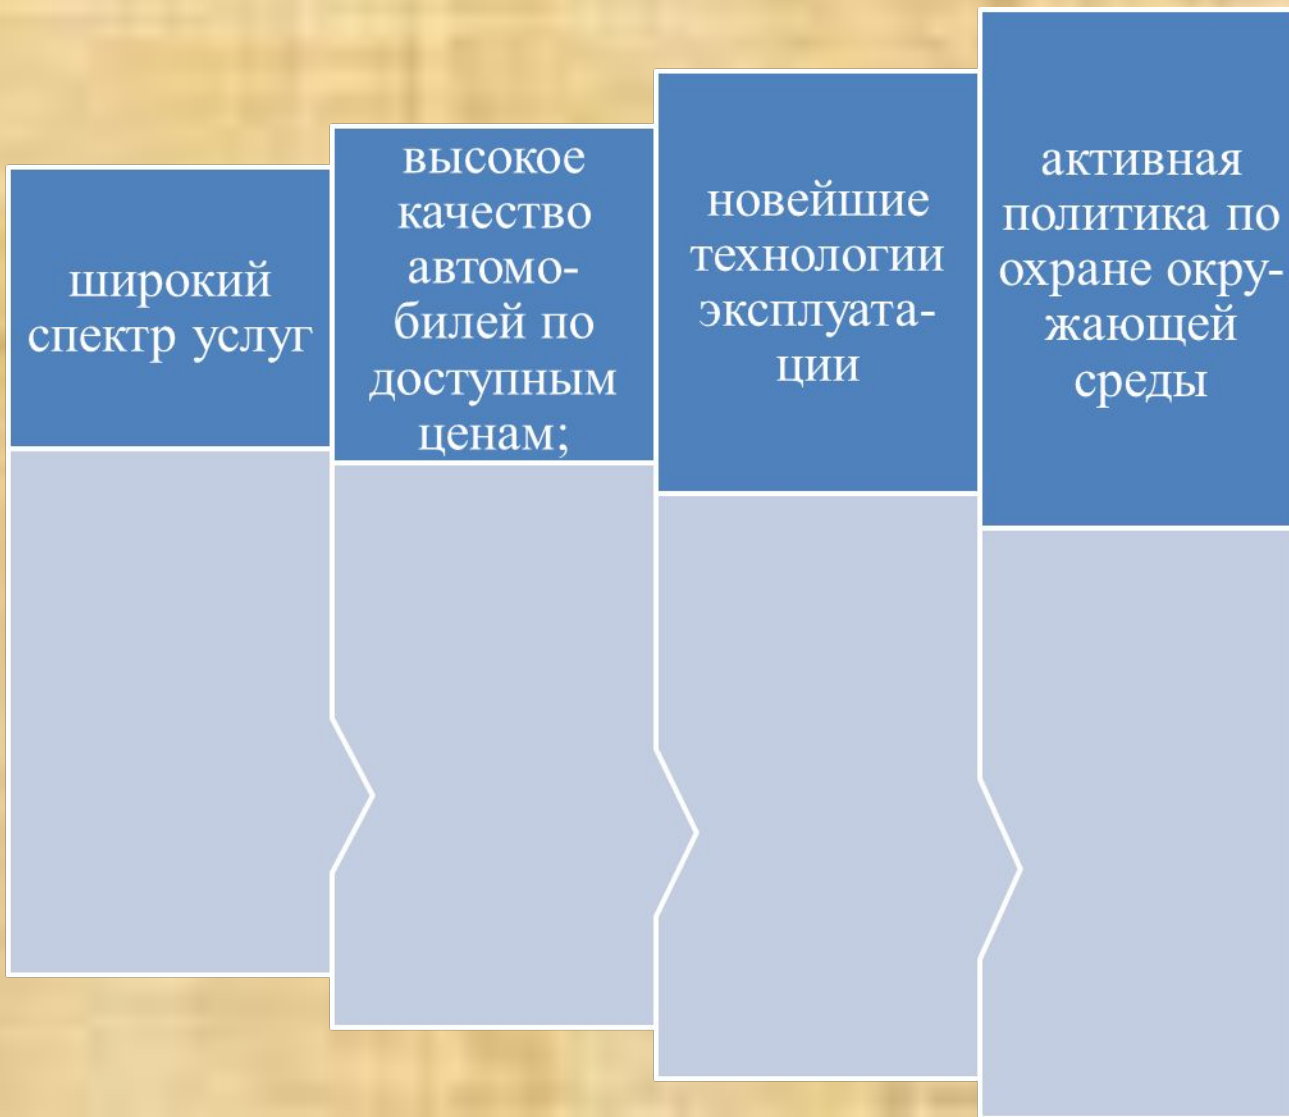 широкий
спектр услуг
высокое
качество
автомо-
билей по
доступным
ценам;
новейшие
технологии
эксплуата-
ции
активная
политика по
охране окру-
жающей
среды